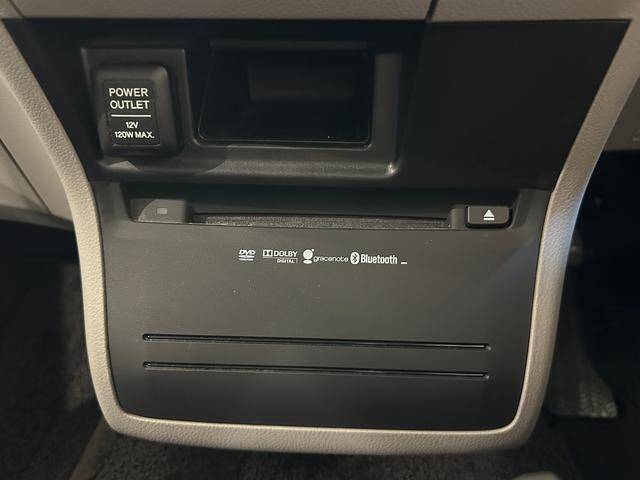 POWER
OUTLET
12V
120W MAX.
DVD
DOLBY
DIGITAL
gracenote
Bluetooth